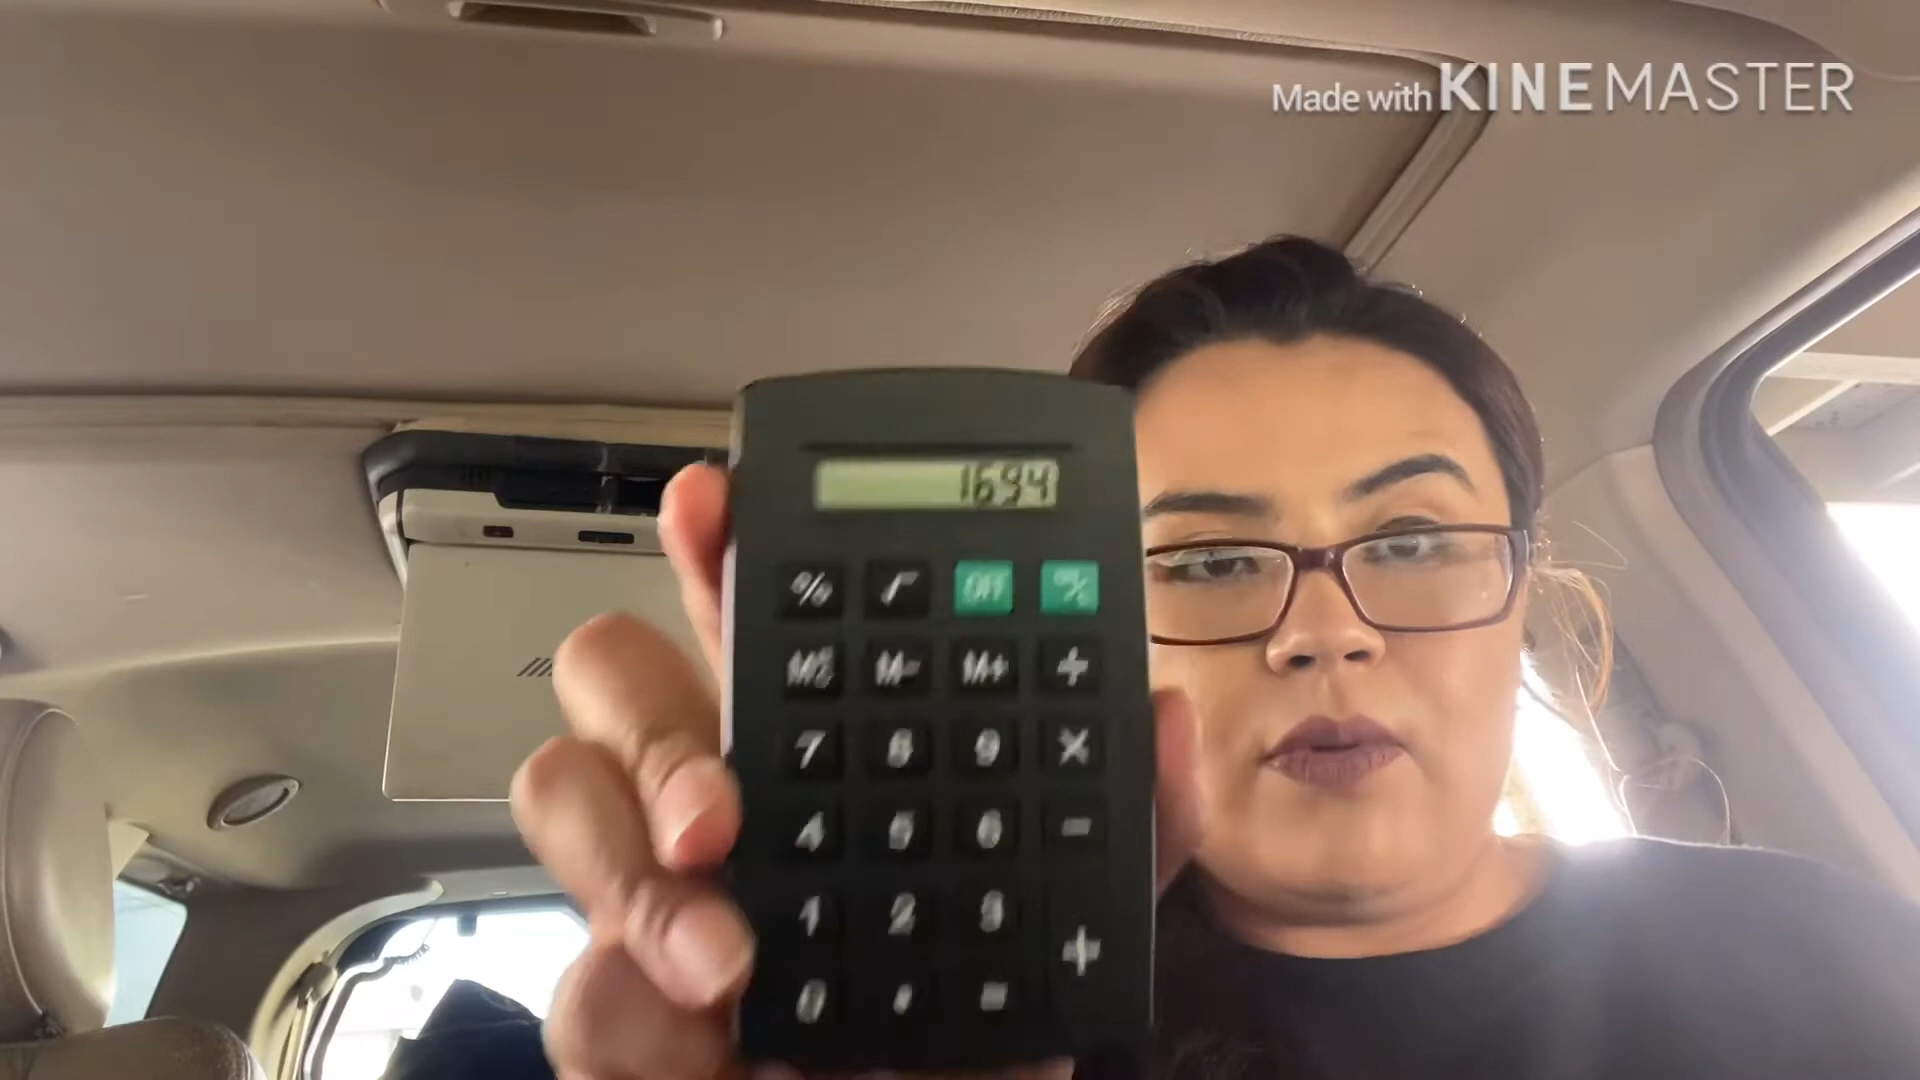 Made with KINEMASTER
1694
% √ OFF
M- M+ ÷
7 8 9 ×
4 5 6 -
1 2 3
0 . = +